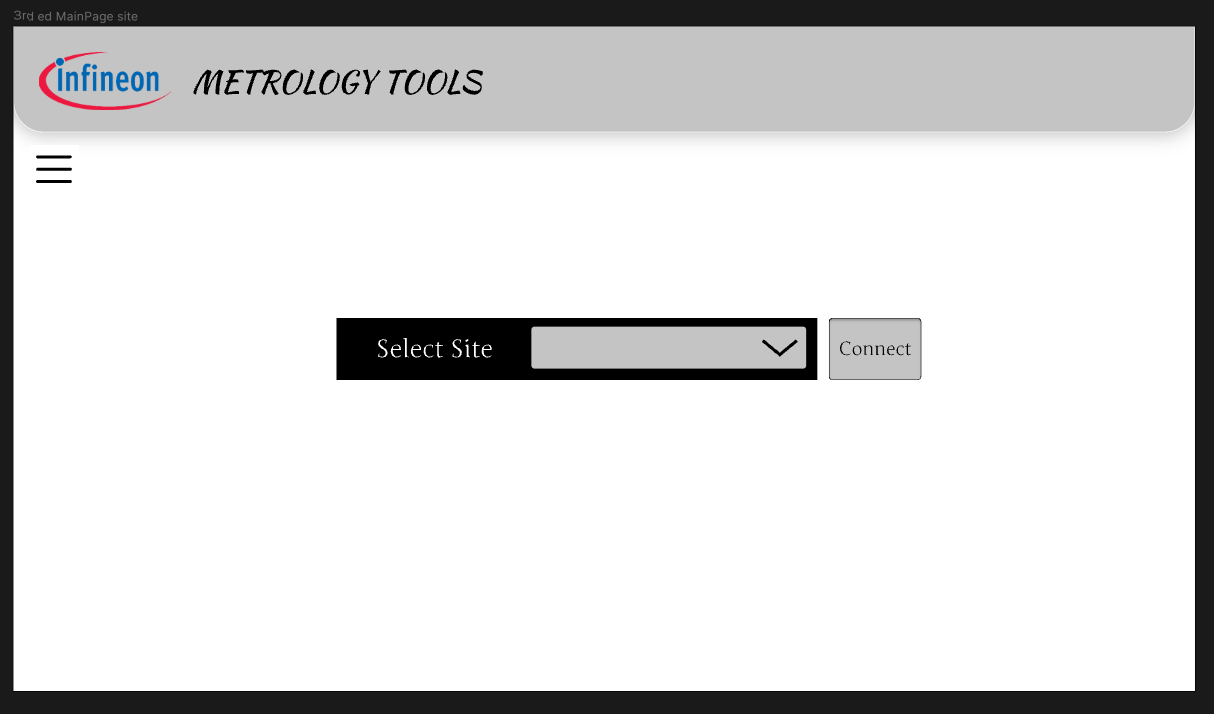 3rd ed MainPage site
infineon
METROLOGY TOOLS
Select Site
Connect